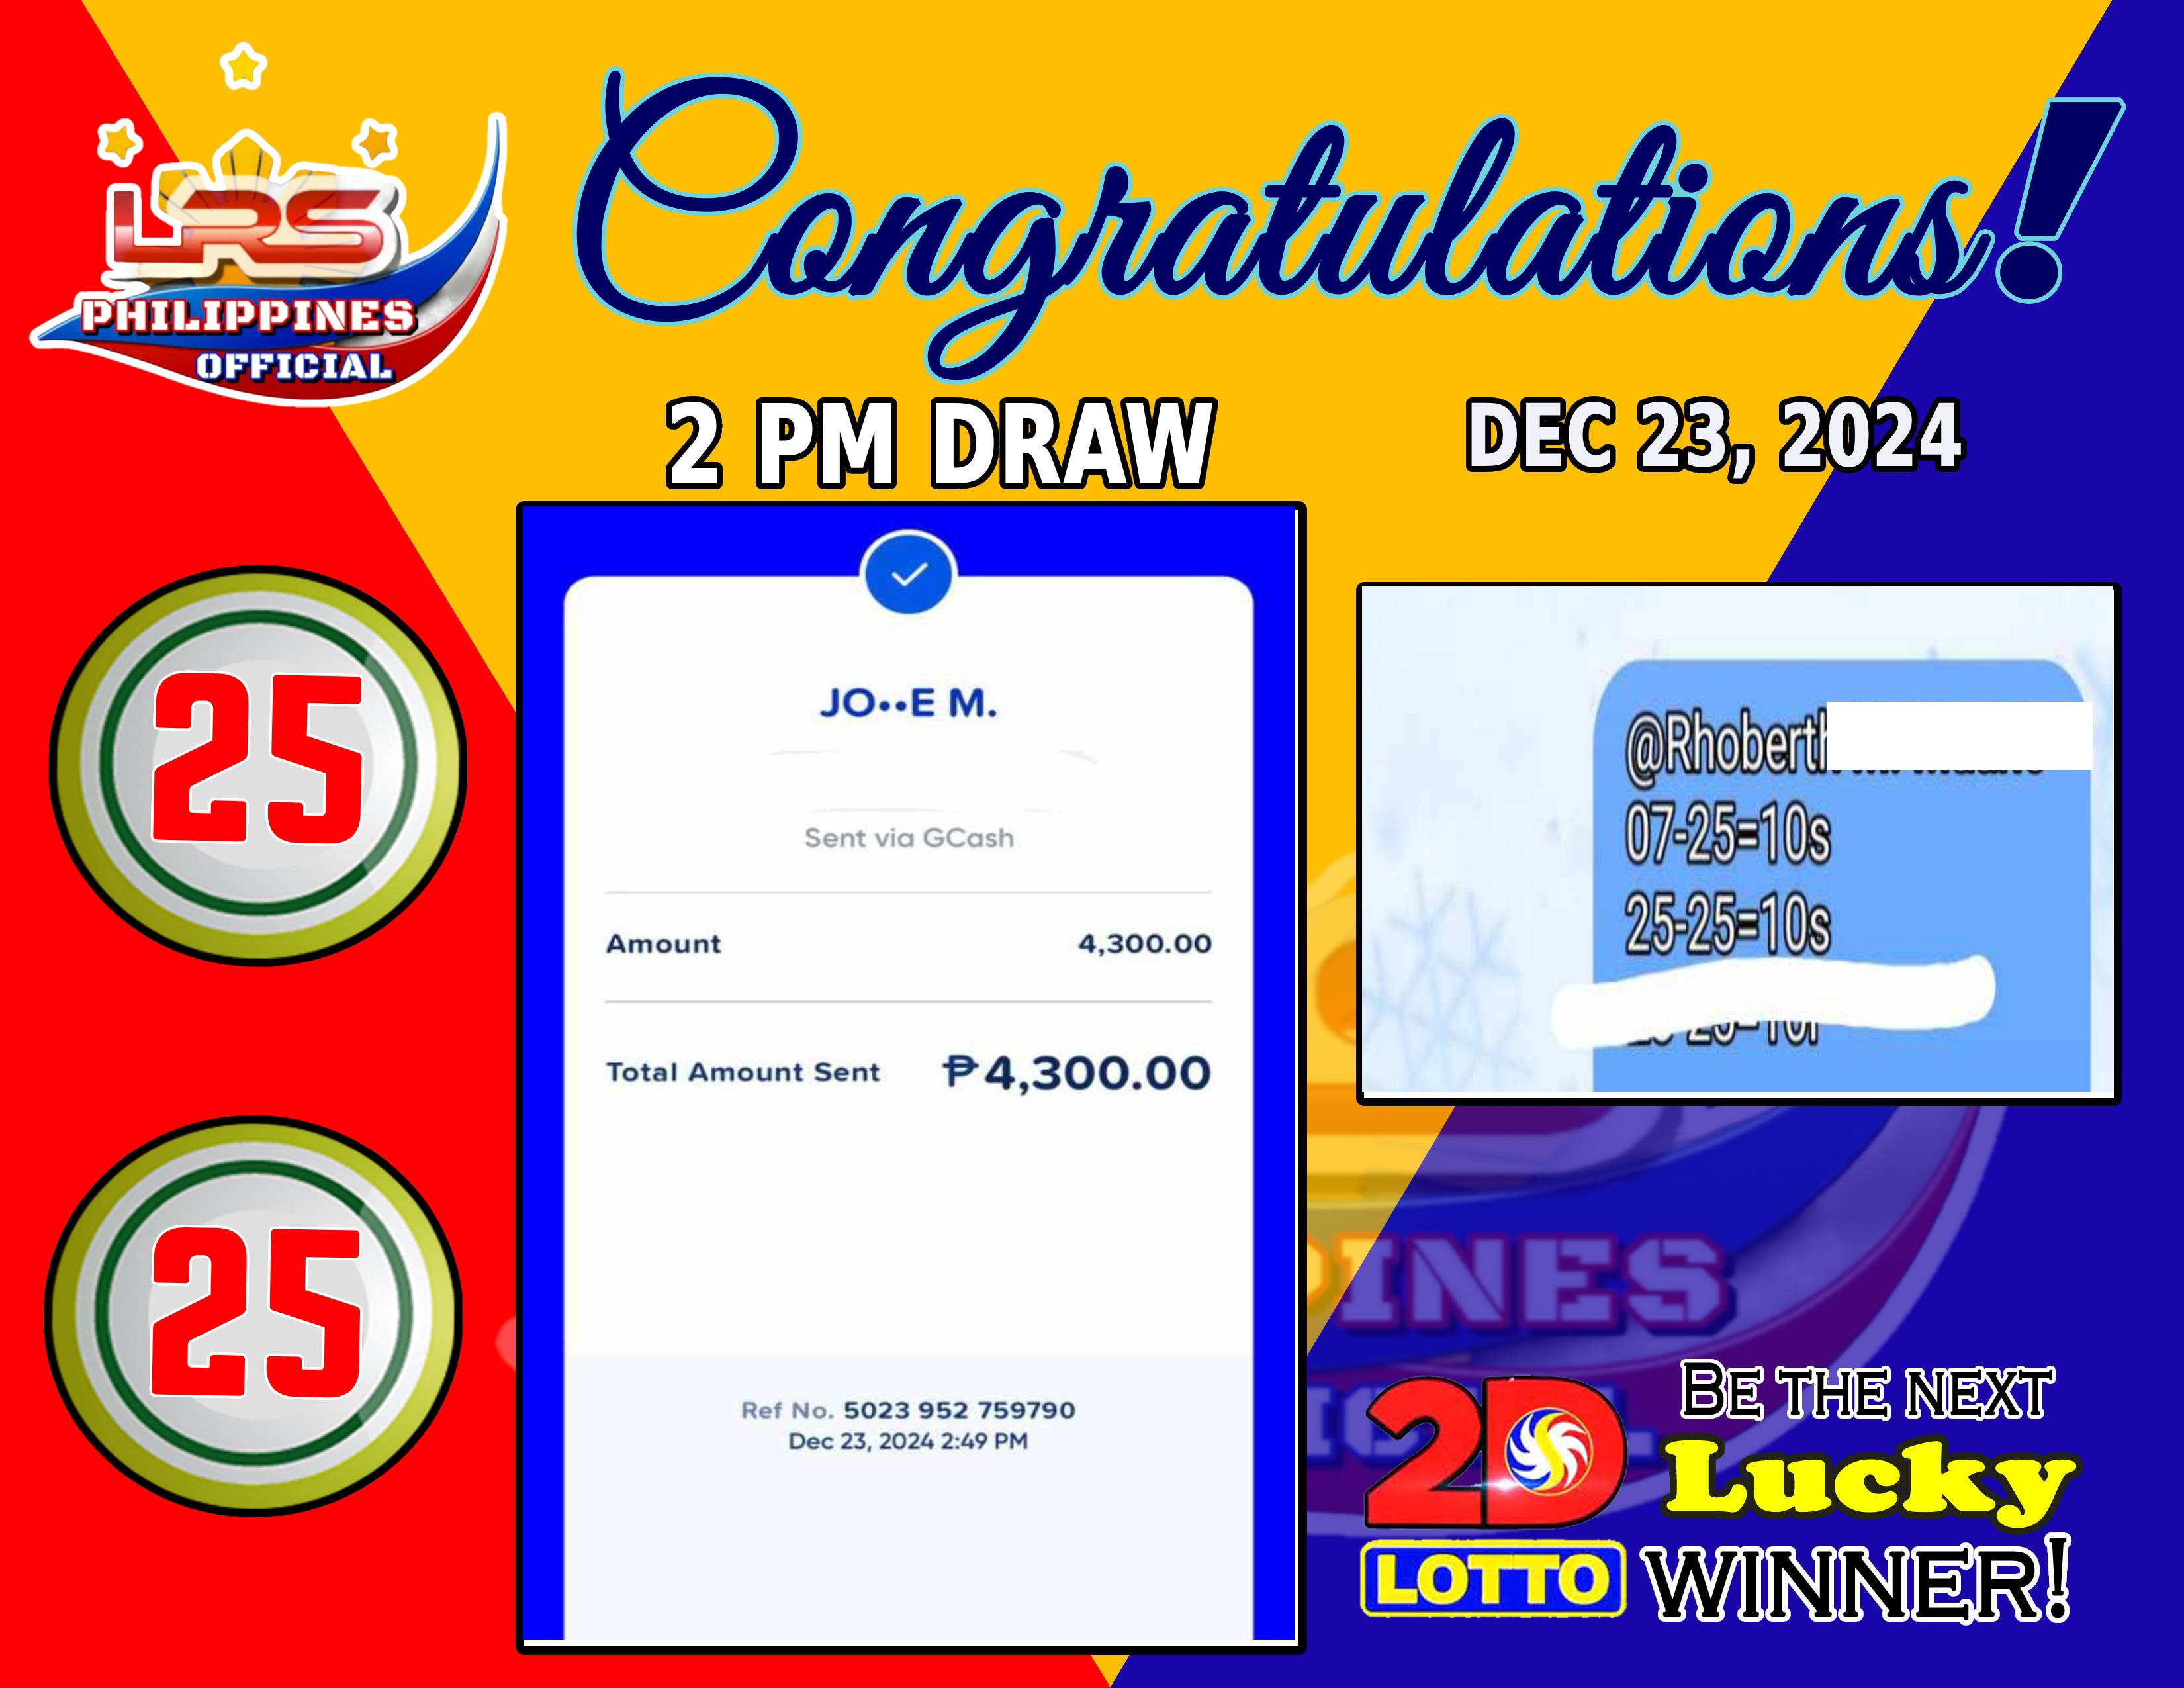 LRS
PHILIPPINES
OFFICIAL
Congratulations!
2 PM DRAW
DEC 23, 2024
25
25
JO••E M.
Sent via GCash
Amount 4,300.00
Total Amount Sent ₱4,300.00
Ref No. 5023 952 759790
Dec 23, 2024 2:49 PM
@Rhoberth
07-25=10s
25-25=10s
PINES
2D
LOTTO
BE THE NEXT
Lucky
WINNER!